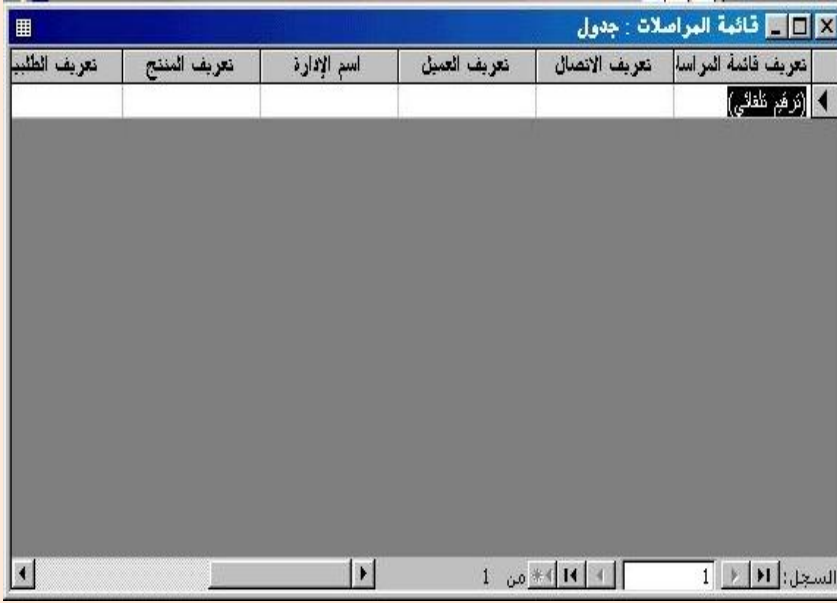 قائمة المراسلات : جدول
تعريف قائمة المراسا تعريف الاتصال تعريف العميل اسم الإدارة تعريف المنتج تعريف الطلبي
(ترقيم تلقائي)
السجل: 1 من 1